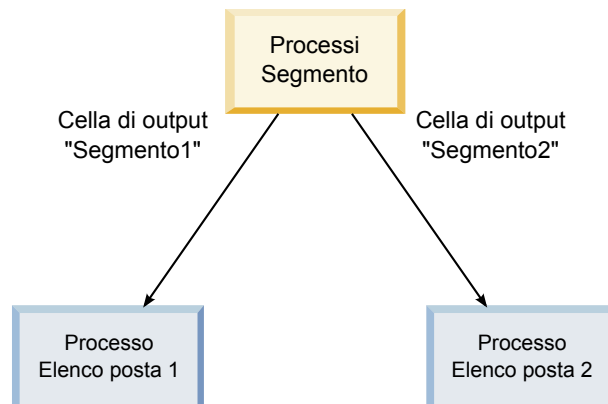 Processi
Segmento
Cella di output
"Segmento1"
Cella di output
"Segmento2"
Processo
Elenco posta 1
Processo
Elenco posta 2